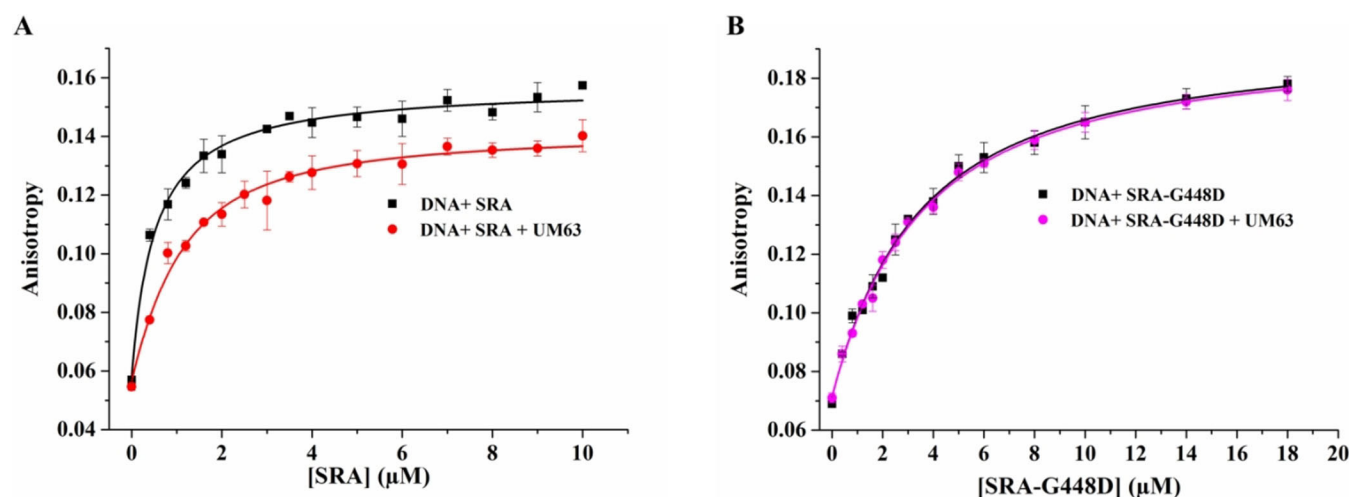 A
Anisotropy
0.16
0.14
0.12
0.10
0.08
0.06
0.04
DNA+ SRA
DNA+ SRA + UM63
0 2 4 6 8 10
[SRA] (µM)
B
Anisotropy
0.18
0.16
0.14
0.12
0.10
0.08
0.06
DNA+ SRA-G448D
DNA+ SRA-G448D + UM63
0 2 4 6 8 10 12 14 16 18 20
[SRA-G448D] (µM)